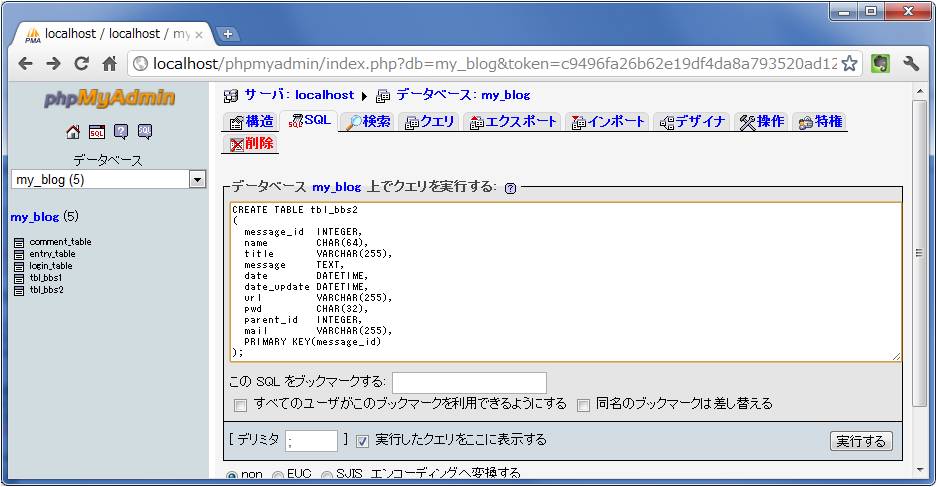 PMA localhost / localhost / my
localhost/phpmyadmin/index.php?db=my_blog&token=c9496fa26b62e19df4da8a793520ad12
phpMyAdmin
SQL
SQL
データベース
my_blog (5)
my_blog (5)
comment_table
entry_table
login_table
tbl_bbs1
tbl_bbs2
サーバ: localhost ▶ データベース: my_blog
構造 SQL 検索 クエリ エクスポート インポート デザイナ 操作 特権
削除
データベース my_blog 上でクエリを実行する:
CREATE TABLE tbl_bbs2
(
message_id INTEGER,
name CHAR(64),
title VARCHAR(255),
message TEXT,
date DATETIME,
date_update DATETIME,
url VARCHAR(255),
pwd CHAR(32),
parent_id INTEGER,
mail VARCHAR(255),
PRIMARY KEY(message_id)
);
この SQL をブックマークする:
すべてのユーザがこのブックマークを利用できるようにする 同名のブックマークは差し替える
[ デリミタ ; ] 実行したクエリをここに表示する 実行する
non EUC SJIS エンコーディングへ変換する